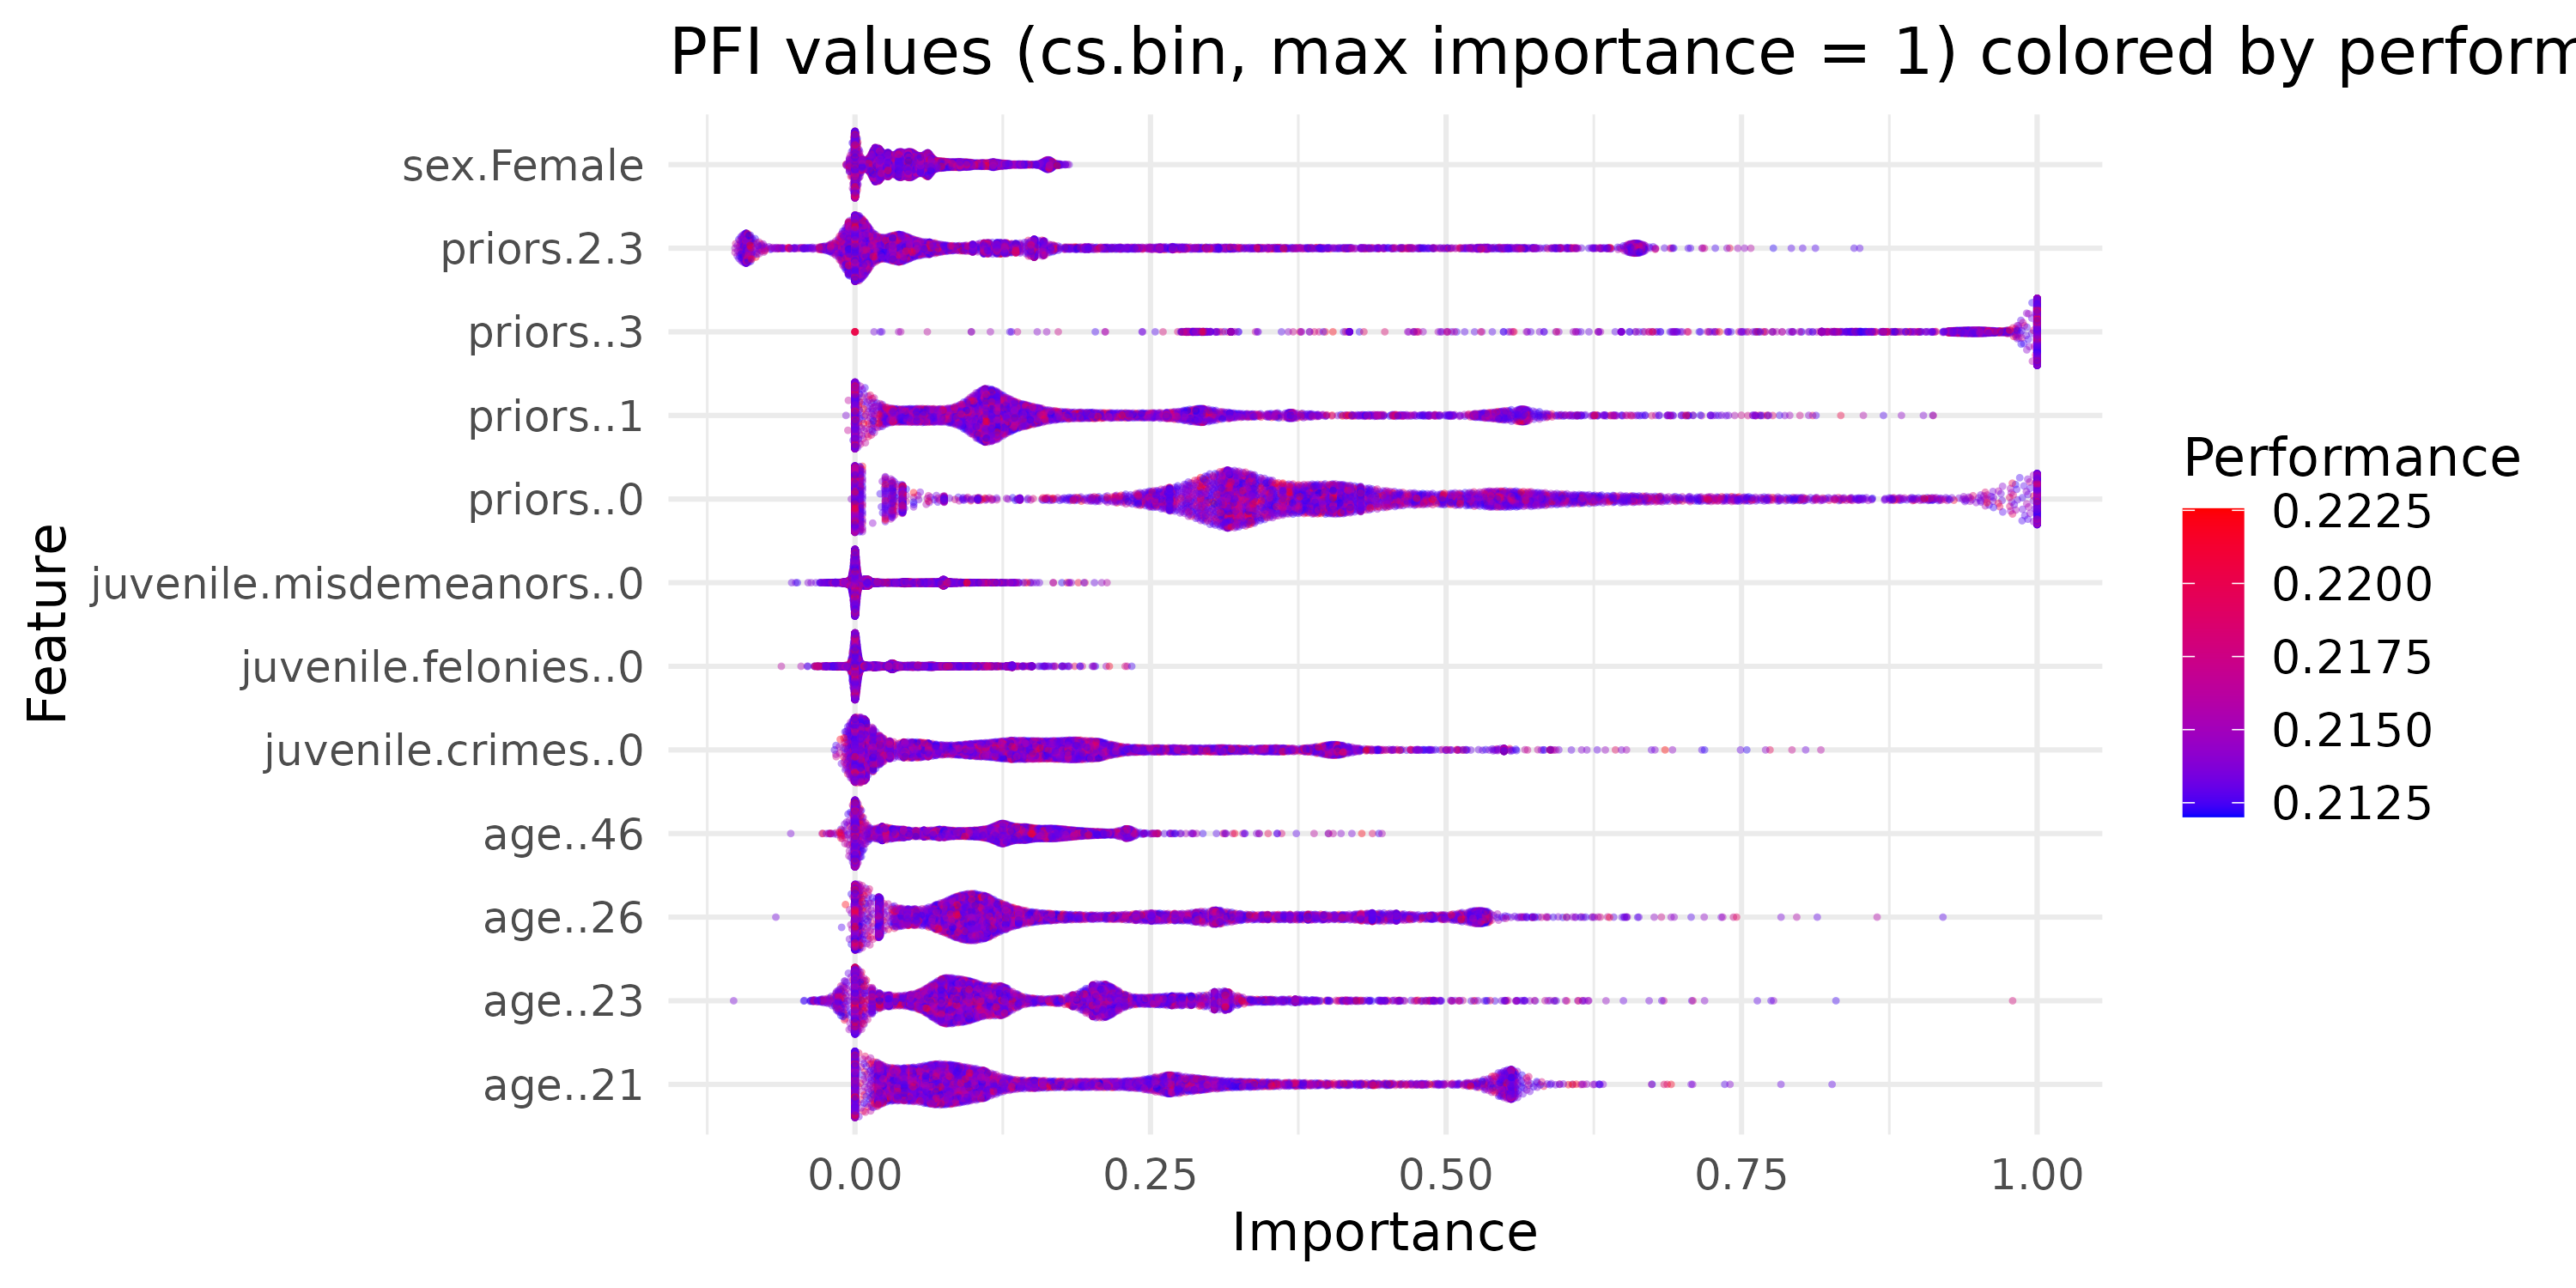 PFI values (cs.bin, max importance = 1) colored by perform
Feature
sex.Female
priors.2.3
priors..3
priors..1
priors..0
juvenile.misdemeanors..0
juvenile.felonies..0
juvenile.crimes..0
age..46
age..26
age..23
age..21
0.00 0.25 0.50 0.75 1.00
Importance
Performance
0.2225
0.2200
0.2175
0.2150
0.2125